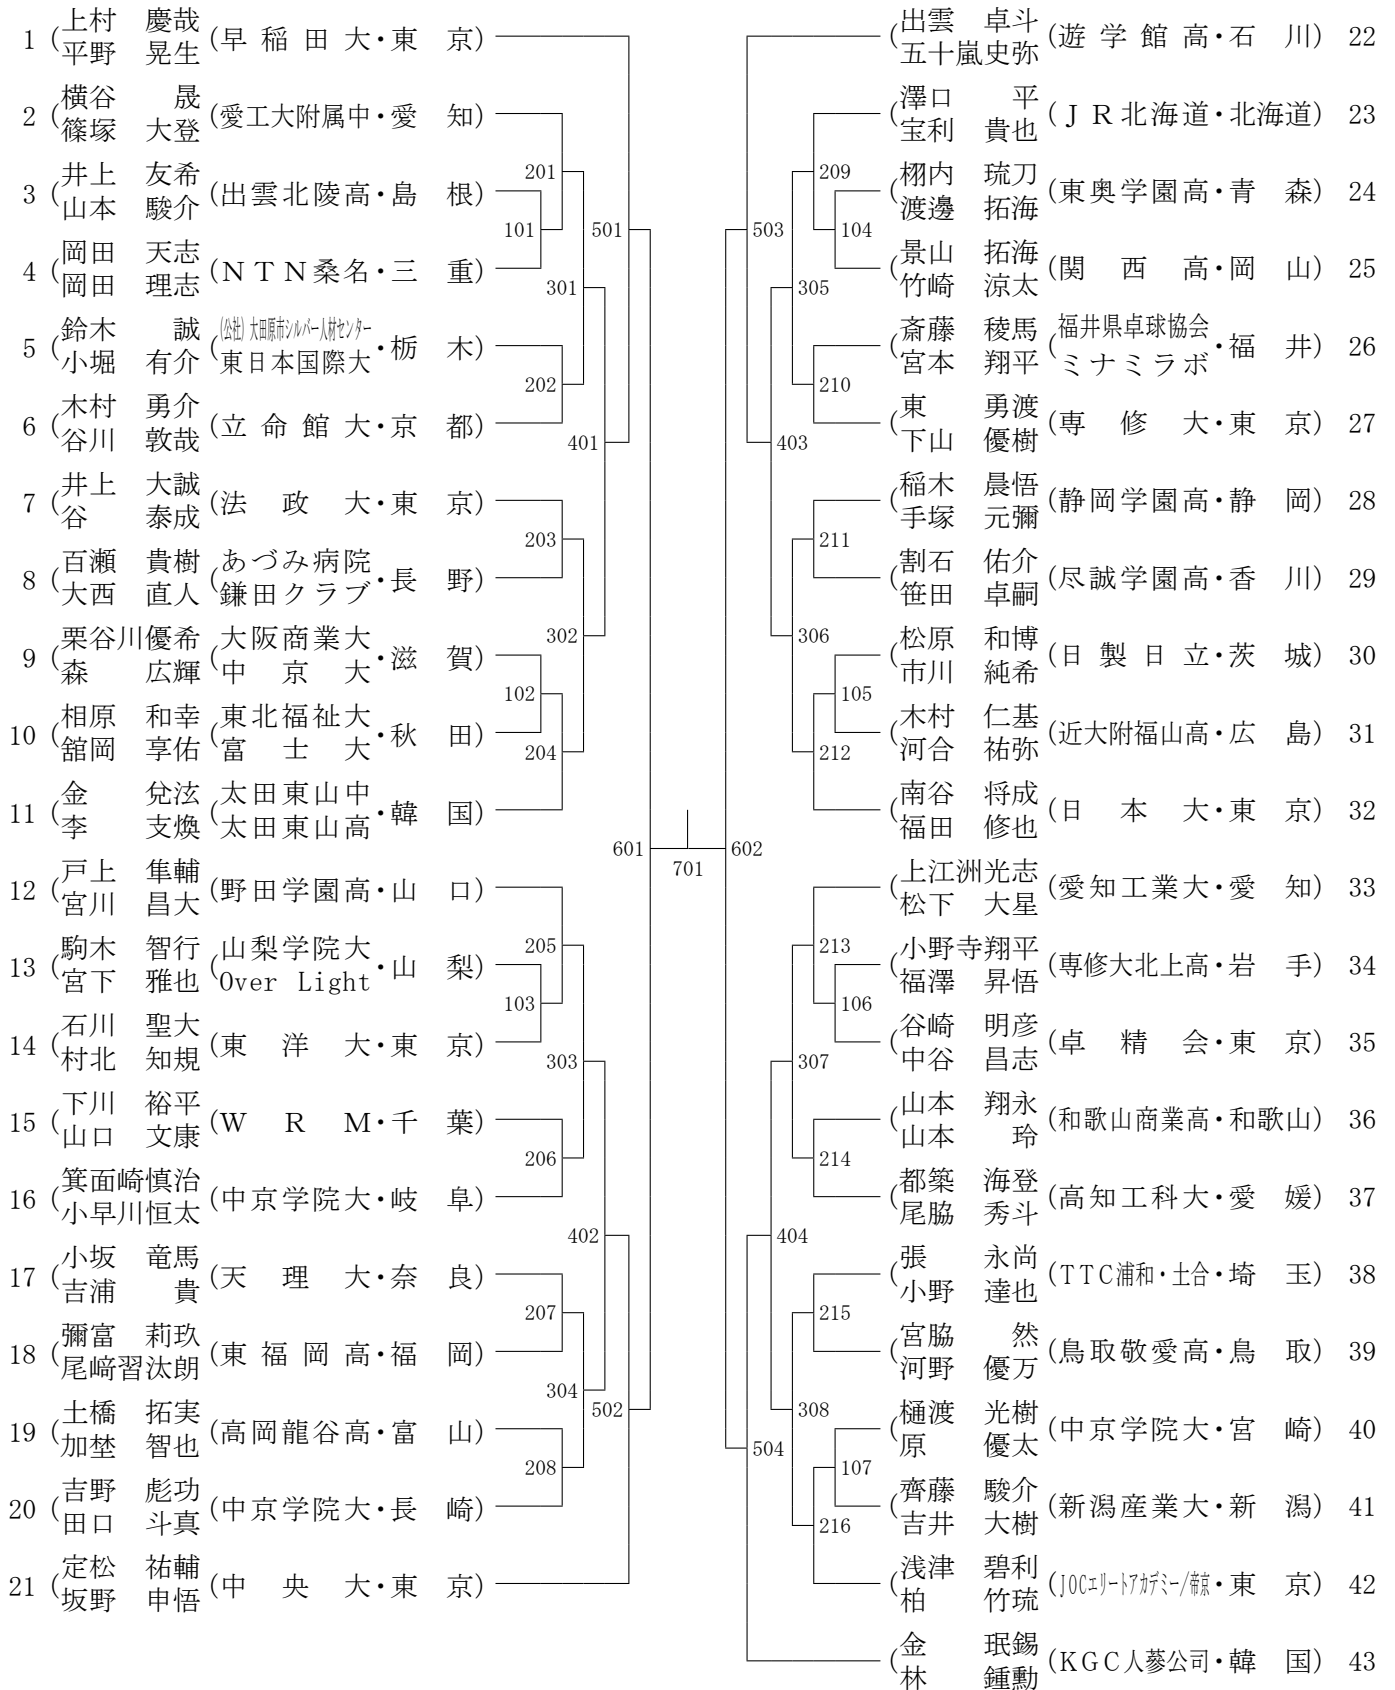 1 (上村 慶哉 平野 晃生 (早稲田大・東 京)
2 (横谷 晟 篠塚 大登 (愛工大附属中・愛 知)
201
3 (井上 友希 山本 駿介 (出雲北陵高・島 根)
101
501
4 (岡田 天志 岡田 理志 (NTN桑名・三 重)
301
5 (鈴木 誠 小堀 有介 ((公社)大田原市シルバー人材センター 東日本国際大・栃 木)
202
6 (木村 勇介 谷川 敦哉 (立命館大・京 都)
401
7 (井上 大誠 谷 泰成 (法政大・東 京)
203
8 (百瀬 貴樹 大西 直人 (あづみ病院 鎌田クラブ・長 野)
302
9 (栗谷川優希 森 広輝 (大阪商業大 中京大・滋 賀)
102
10 (相原 和幸 舘岡 享佑 (東北福祉大 富士大・秋 田)
204
11 (金 兌泫 李 支煥 (太田東山中 太田東山高・韓 国)
601
701
602
12 (戸上 隼輔 宮川 昌大 (野田学園高・山 口)
205
13 (駒木 智行 宮下 雅也 (山梨学院大 Over Light・山 梨)
103
14 (石川 聖大 村北 知規 (東洋大・東 京)
303
15 (下川 裕平 山口 文康 (WRM・千 葉)
206
16 (箕面崎慎治 小早川恒太 (中京学院大・岐 阜)
402
17 (小坂 竜馬 吉浦 貴 (天理大・奈 良)
207
18 (彌富 莉玖 尾﨑習汰朗 (東福岡高・福 岡)
304
502
19 (土橋 拓実 加埜 智也 (高岡龍谷高・富 山)
208
20 (吉野 彪功 田口 斗真 (中京学院大・長 崎)
21 (定松 祐輔 坂野 申悟 (中央大・東 京)
(出雲 卓斗 五十嵐史弥 (遊学館高・石 川) 22
(澤口 平 宝利 貴也 (JR北海道・北海道) 23
209
(栩内 琉刀 渡邊 拓海 (東奥学園高・青 森) 24
503
104
(景山 拓海 竹崎 涼太 (関西高・岡 山) 25
305
(斎藤 稜馬 宮本 翔平 (福井県卓球協会 ミナミラボ・福 井) 26
210
(東 勇渡 下山 優樹 (専修大・東 京) 27
403
(稲木 晨悟 手塚 元彌 (静岡学園高・静 岡) 28
211
(割石 佑介 笹田 卓嗣 (尽誠学園高・香 川) 29
306
(松原 和博 市川 純希 (日製日立・茨 城) 30
105
(木村 仁基 河合 祐弥 (近大附福山高・広 島) 31
212
(南谷 将成 福田 修也 (日本大・東 京) 32
(上江洲光志 松下 大星 (愛知工業大・愛 知) 33
213
(小野寺翔平 福澤 昇悟 (専修大北上高・岩 手) 34
106
(谷崎 明彦 中谷 昌志 (卓精会・東 京) 35
307
(山本 翔永 山本 玲 (和歌山商業高・和歌山) 36
214
(都築 海登 尾脇 秀斗 (高知工科大・愛 媛) 37
404
(張 永尚 小野 達也 (TTC浦和・土合・埼 玉) 38
215
(宮脇 然 河野 優万 (鳥取敬愛高・鳥 取) 39
308
(樋渡 光樹 原 優太 (中京学院大・宮 崎) 40
504
107
(齊藤 駿介 吉井 大樹 (新潟産業大・新 潟) 41
216
(浅津 碧利 柏 竹琉 (JOCエリートアカデミー/帝京・東 京) 42
(金 珉錫 林 鍾勳 (KGC人蔘公司・韓 国) 43